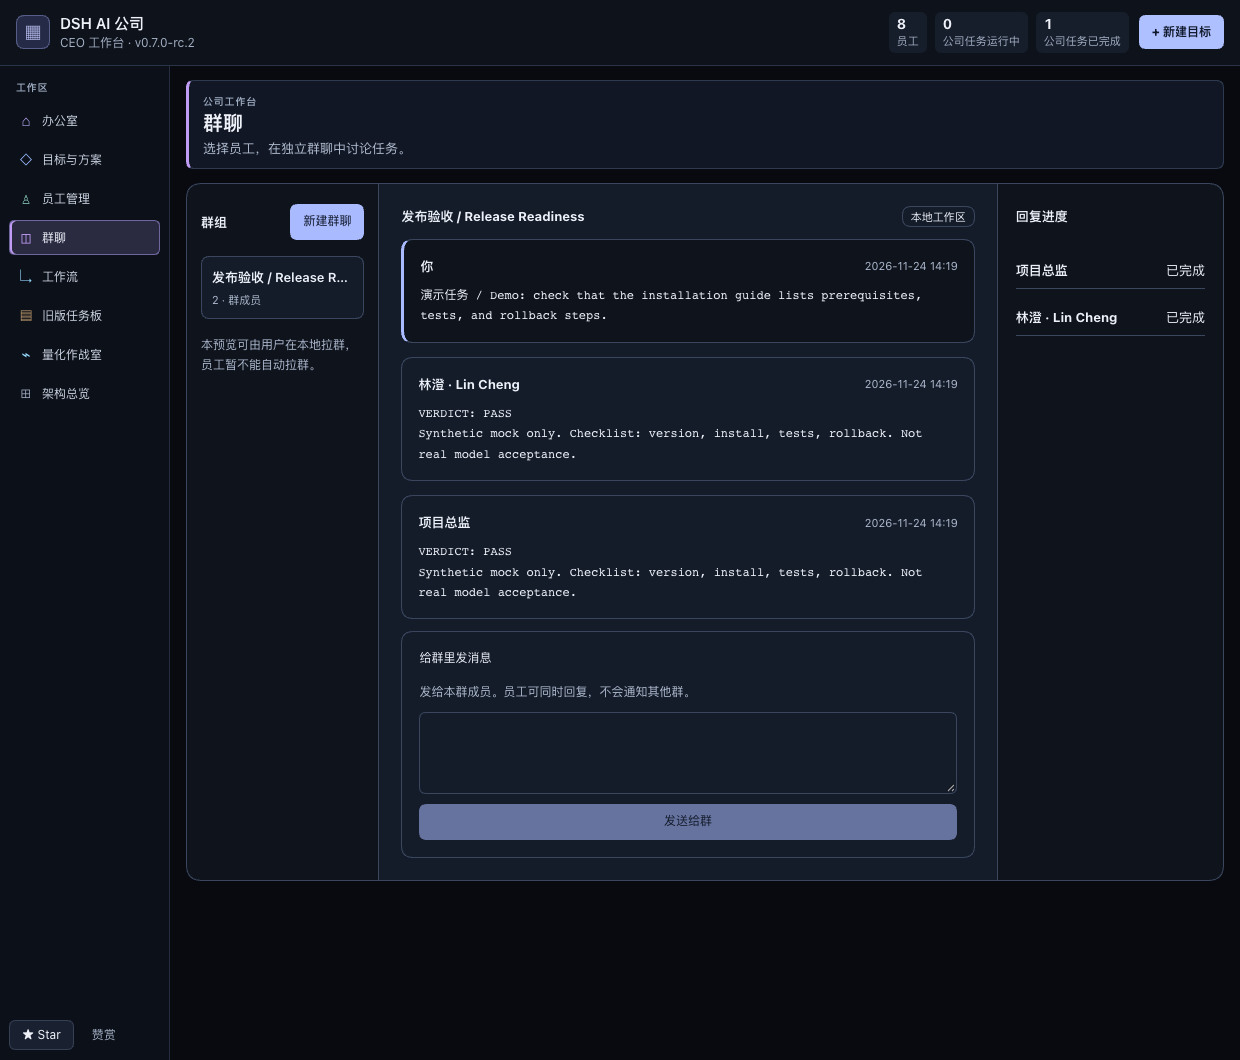 DSH AI 公司
CEO 工作台 · v0.7.0-rc.2
8
员工
0
公司任务运行中
1
公司任务已完成
+ 新建目标
工作区
办公室
目标与方案
员工管理
群聊
工作流
旧版任务板
量化作战室
架构总览
Star
赞赏
公司工作台
群聊
选择员工，在独立群聊中讨论任务。
群组
新建群聊
发布验收 / Release R...
2 · 群成员
本预览可由用户在本地拉群，
员工暂不能自动拉群。
发布验收 / Release Readiness
本地工作区
你
2026-11-24 14:19
演示任务 / Demo: check that the installation guide lists prerequisites,
tests, and rollback steps.
林澄 · Lin Cheng
2026-11-24 14:19
VERDICT: PASS
Synthetic mock only. Checklist: version, install, tests, rollback. Not
real model acceptance.
项目总监
2026-11-24 14:19
VERDICT: PASS
Synthetic mock only. Checklist: version, install, tests, rollback. Not
real model acceptance.
给群里发消息
发给本群成员。员工可同时回复，不会通知其他群。
发送给群
回复进度
项目总监
已完成
林澄 · Lin Cheng
已完成